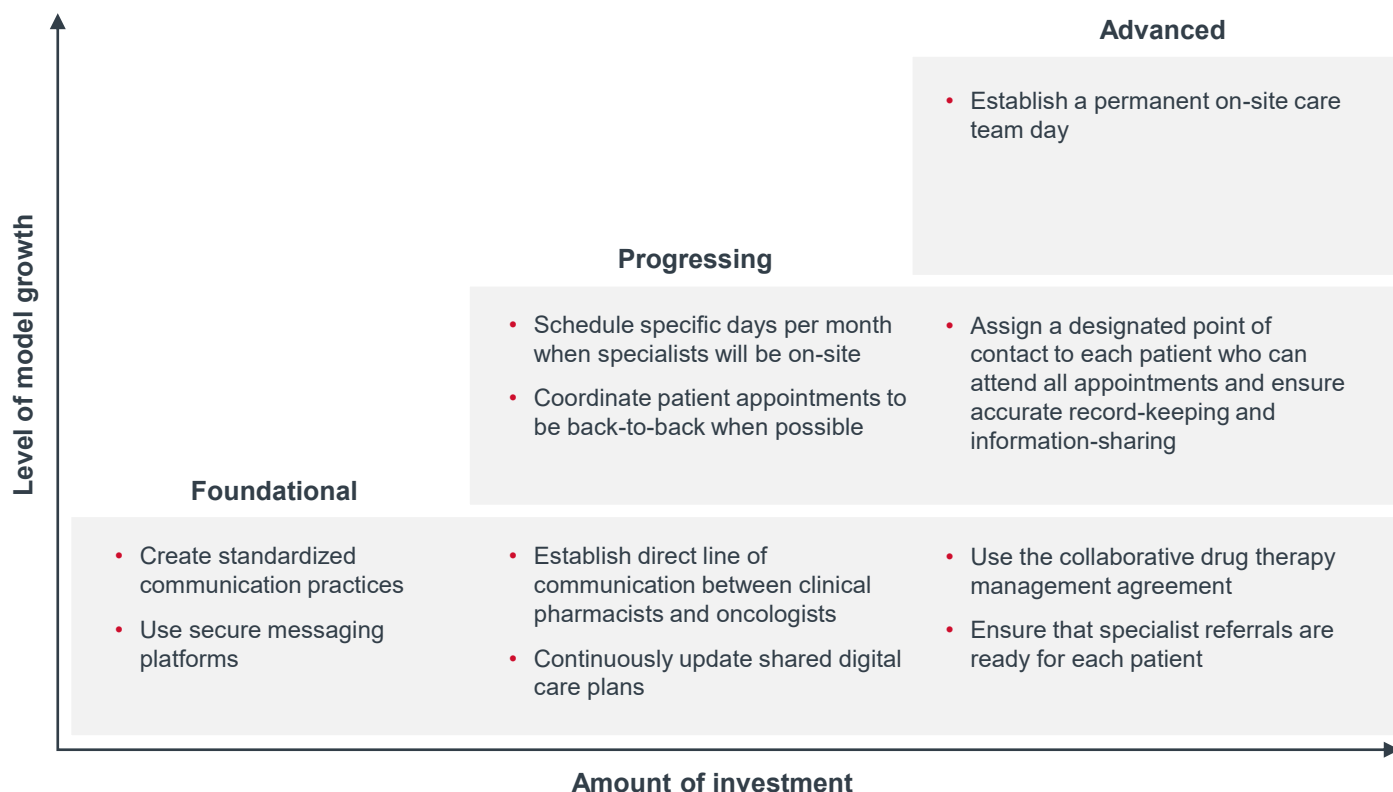 Advanced
• Establish a permanent on-site care
team day
Progressing
• Schedule specific days per month
when specialists will be on-site
• Coordinate patient appointments to
be back-to-back when possible
• Assign a designated point of
contact to each patient who can
attend all appointments and ensure
accurate record-keeping and
information-sharing
Foundational
• Create standardized
communication practices
• Use secure messaging
platforms
• Establish direct line of
communication between clinical
pharmacists and oncologists
• Continuously update shared digital
care plans
• Use the collaborative drug therapy
management agreement
• Ensure that specialist referrals are
ready for each patient
Level of model growth
Amount of investment